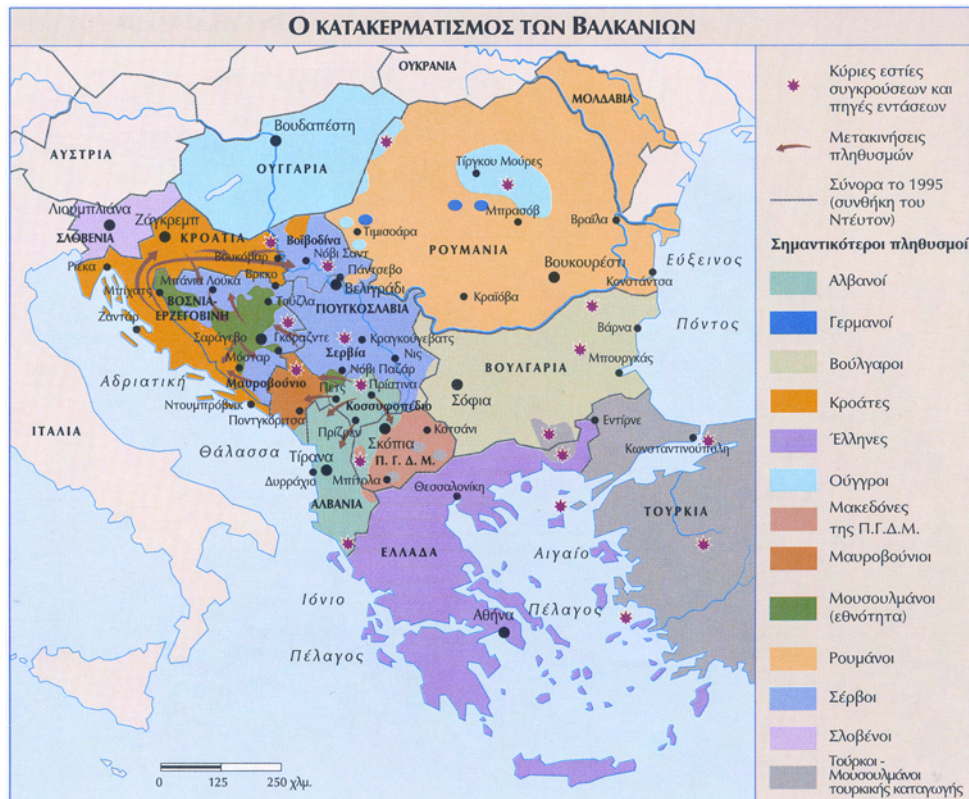 Ο ΚΑΤΑΚΕΡΜΑΤΙΣΜΟΣ ΤΩΝ ΒΑΛΚΑΝΙΩΝ
ΟΥΚΡΑΝΙΑ
ΜΟΛΔΑΒΙΑ
ΑΥΣΤΡΙΑ
Βουδαπέστη
ΟΥΓΓΑΡΙΑ
Τίργκου Μούρες
Μπρασόβ
Βραΐλα
Λιουμπλιάνα
ΣΛΟΒΕΝΙΑ
Ζάγκρεμπ
ΚΡΟΑΤΙΑ
Βοϊβοδίνα
Τιμισοάρα
ΡΟΥΜΑΝΙΑ
Ριέκα
Βουκόβαρ
Νόβι Σαντ
Πάντσεβο
Βελιγράδι
Βουκουρέστι
Κονστάντσα
Εύξεινος
Πόντος
Μπίχατς
Μπάνια Λούκα
Βρκκο
ΒΟΣΝΙΑ-
ΕΡΖΕΓΟΒΙΝΗ
Τούζλα
ΓΙΟΥΓΚΟΣΛΑΒΙΑ
Κραϊόβα
Ζαντάρ
Σαράγεβο
Γκόραζντε
Κραγκούγεβατς
Σερβία
Νις
Βάρνα
Μπουργκάς
ΒΟΥΛΓΑΡΙΑ
Μόσταρ
Νόβι Παζάρ
Μαυροβούνιο
Πρίστινα
Πετς
Αδριατική
Θάλασσα
Ντουμπρόβνικ
Ποντγκόριτσα
Κοσσυφοπέδιο
Σόφια
ΙΤΑΛΙΑ
Πρίζρεν
Κοτσάνι
Σκόπια
Π. Γ. Δ. Μ.
Εντίρνε
Κωνσταντινούπολη
Τίρανα
Δυρράχιο
Μπίτολα
Θεσσαλονίκη
ΑΛΒΑΝΙΑ
ΤΟΥΡΚΙΑ
ΕΛΛΑΔΑ
Αιγαίο
Πέλαγος
Ιόνιο
Πέλαγος
Αθήνα
0 125 250 χλμ.
Κύριες εστίες
συγκρούσεων και
πηγές εντάσεων
Μετακινήσεις
πληθυσμών
Σύνορα το 1995
(συνθήκη του
Ντέυτον)
Σημαντικότεροι πληθυσμοί
Αλβανοί
Γερμανοί
Βούλγαροι
Κροάτες
Έλληνες
Ούγγροι
Μακεδόνες
της Π.Γ.Δ.Μ.
Μαυροβούνιοι
Μουσουλμάνοι
(εθνότητα)
Ρουμάνοι
Σέρβοι
Σλοβένοι
Τούρκοι -
Μουσουλμάνοι
τουρκικής καταγωγής